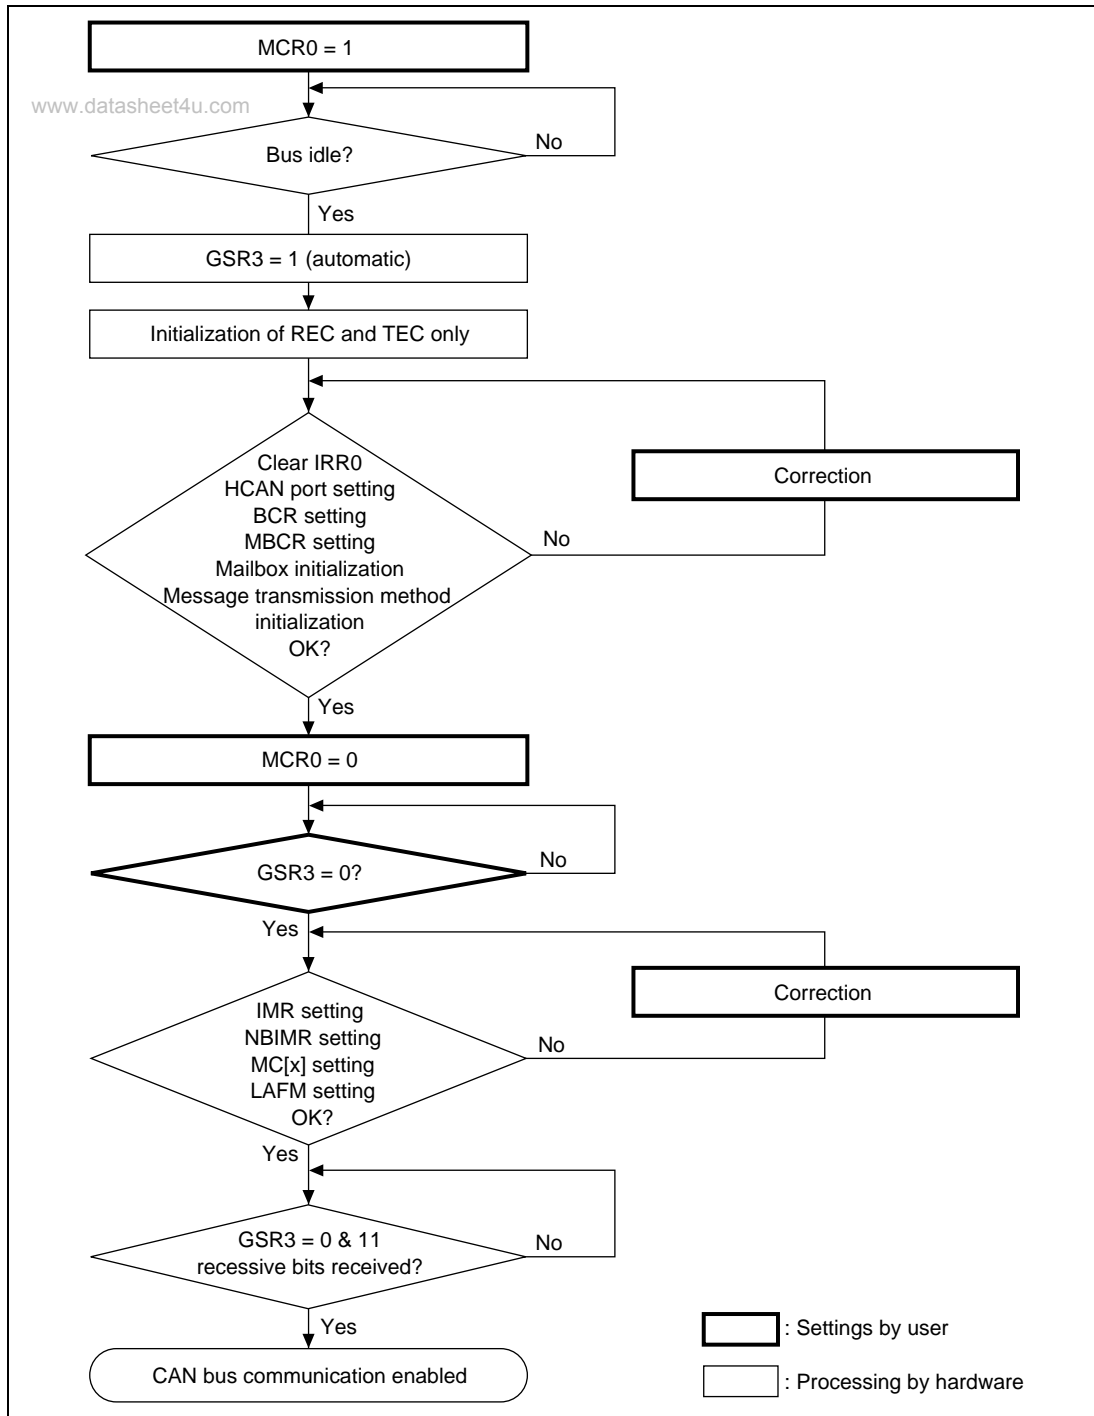 MCR0 = 1
www.datasheet4u.com
Bus idle?
No
Yes
GSR3 = 1 (automatic)
Initialization of REC and TEC only
Clear IRR0
HCAN port setting
BCR setting
MBCR setting
Mailbox initialization
Message transmission method
initialization
OK?
No
Correction
Yes
MCR0 = 0
GSR3 = 0?
No
Yes
IMR setting
NBIMR setting
MC[x] setting
LAFM setting
OK?
No
Correction
Yes
GSR3 = 0 & 11
recessive bits received?
No
Yes
CAN bus communication enabled
: Settings by user
: Processing by hardware